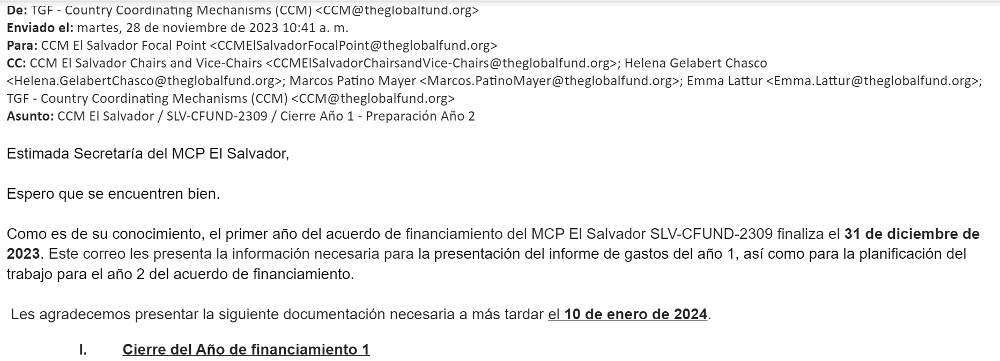 De: TGF - Country Coordinating Mechanisms (CCM) <CCM@theglobalfund.org>
Enviado el: martes, 28 de noviembre de 2023 10:41 a. m.
Para: CCM El Salvador Focal Point <CCMElSalvadorFocalPoint@theglobalfund.org>
CC: CCM El Salvador Chairs and Vice-Chairs <CCMElSalvadorChairsandVice-Chairs@theglobalfund.org>; Helena Gelabert Chasco
<Helena.GelabertChasco@theglobalfund.org>; Marcos Patino Mayer <Marcos.PatinoMayer@theglobalfund.org>; Emma Lattur <Emma.Lattur@theglobalfund.org>;
TGF - Country Coordinating Mechanisms (CCM) <CCM@theglobalfund.org>
Asunto: CCM El Salvador / SLV-CFUND-2309 / Cierre Año 1 - Preparación Año 2
Estimada Secretaría del MCP El Salvador,
Espero que se encuentren bien.
Como es de su conocimiento, el primer año del acuerdo de financiamiento del MCP El Salvador SLV-CFUND-2309 finaliza el 31 de diciembre de
2023. Este correo les presenta la información necesaria para la presentación del informe de gastos del año 1, así como para la planificación del
trabajo para el año 2 del acuerdo de financiamiento.
Les agradecemos presentar la siguiente documentación necesaria a más tardar el 10 de enero de 2024.
I. Cierre del Año de financiamiento 1